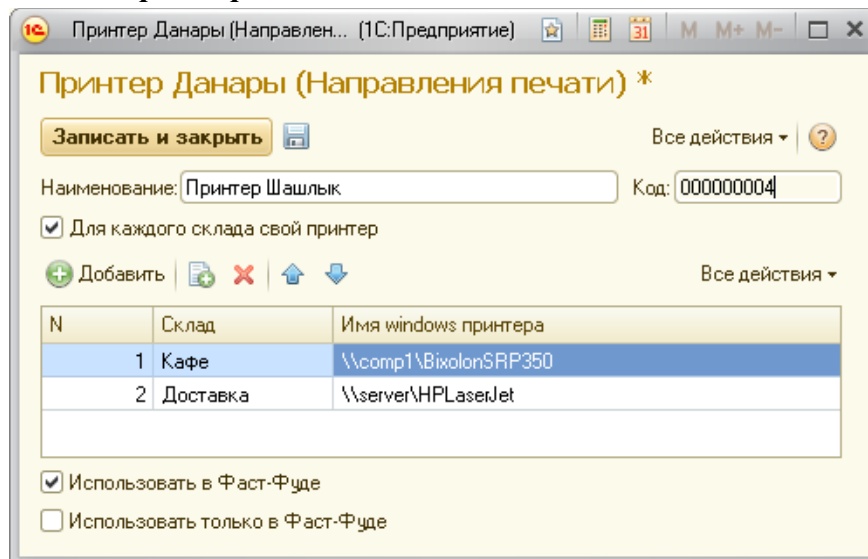 Принтер Данары (Направлен... (1С:Предприятие) 31 M M+ M-
Принтер Данары (Направления печати) *
Записать и закрыть Все действия ?
Наименование: Принтер Шашлык Код: 000000004
Для каждого склада свой принтер
Добавить Все действия
N Склад Имя windows принтера
1 Кафе \\comp1\BixolonSRP350
2 Доставка \\server\HPLaserJet
Использовать в Фаст-Фуде
Использовать только в Фаст-Фуде